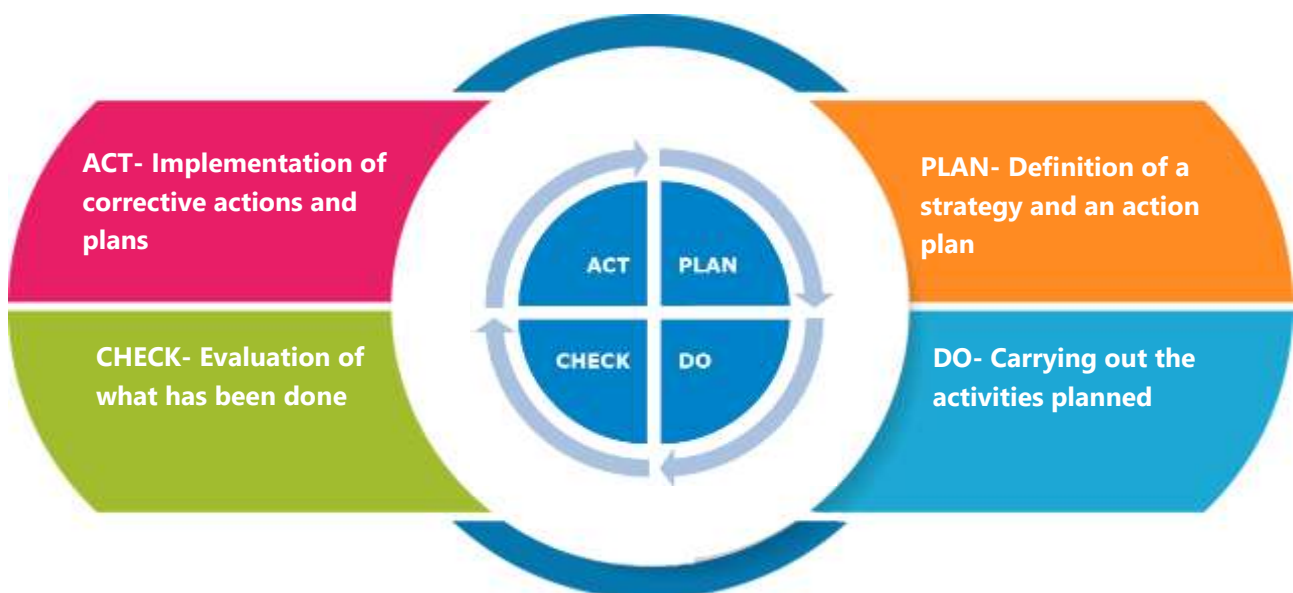 ACT- Implementation of
corrective actions and
plans
PLAN- Definition of a
strategy and an action
plan
ACT
PLAN
CHECK
DO
CHECK- Evaluation of
what has been done
DO- Carrying out the
activities planned